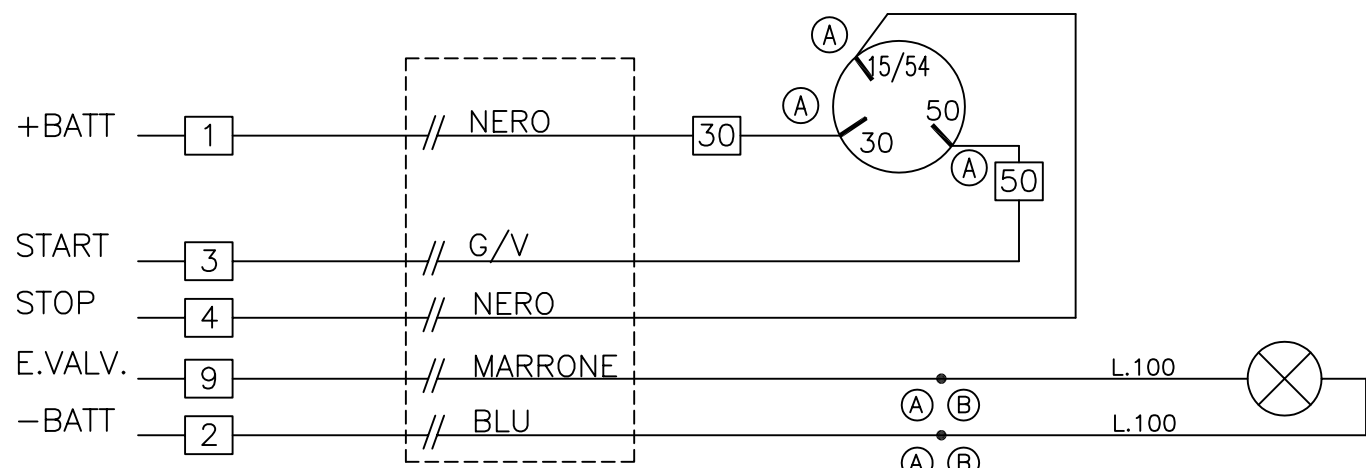 A
15/54
+BATT 1 NERO 30 A 30 50
A 50
START 3 G/V
STOP 4 NERO
E.VALV. 9 MARRONE L.100
A B
-BATT 2 BLU L.100
A B